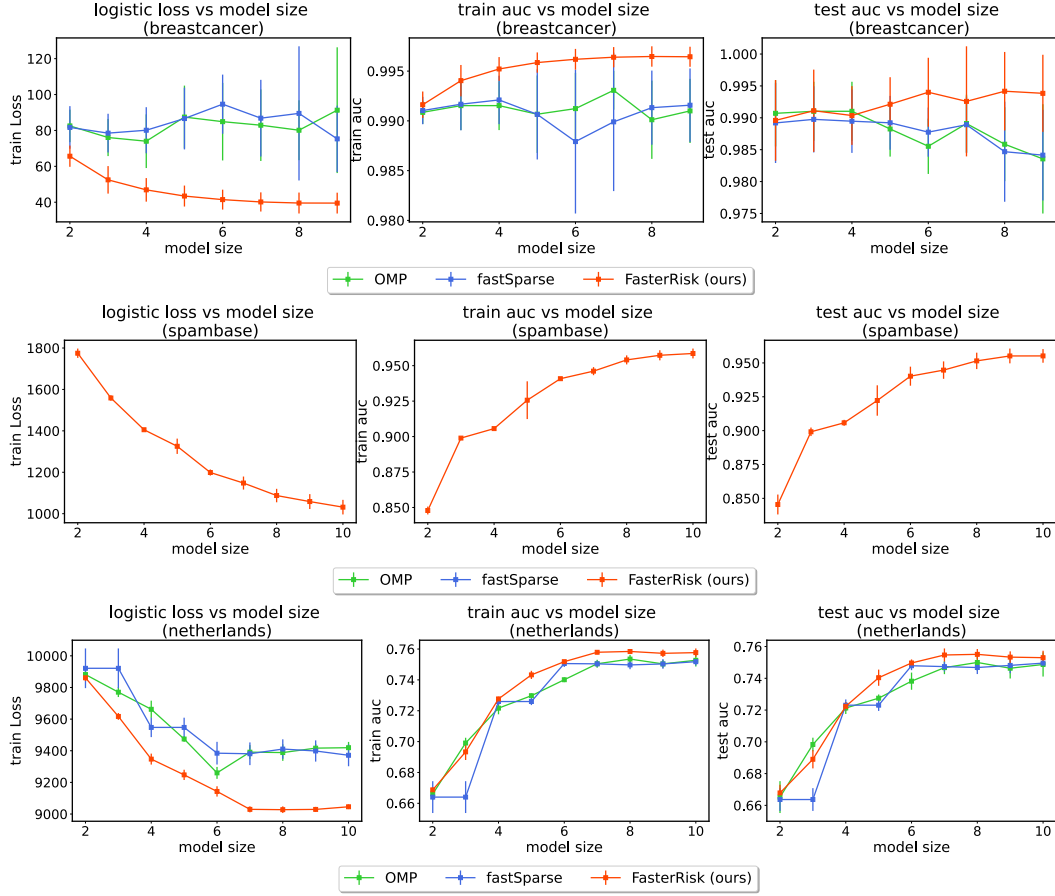 logistic loss vs model size
(breastcancer)
train auc vs model size
(breastcancer)
test auc vs model size
(breastcancer)
train Loss
120
100
80
60
40
2
4
6
8
model size
train auc
0.995
0.990
0.985
0.980
2
4
6
8
model size
test auc
1.000
0.995
0.990
0.985
0.980
0.975
2
4
6
8
model size
OMP fastSparse FasterRisk (ours)
logistic loss vs model size
(spambase)
train auc vs model size
(spambase)
test auc vs model size
(spambase)
train Loss
1800
1600
1400
1200
1000
2
4
6
8
10
model size
train auc
0.950
0.925
0.900
0.875
0.850
2
4
6
8
10
model size
test auc
0.950
0.925
0.900
0.875
0.850
2
4
6
8
10
model size
OMP fastSparse FasterRisk (ours)
logistic loss vs model size
(netherlands)
train auc vs model size
(netherlands)
test auc vs model size
(netherlands)
train Loss
10000
9800
9600
9400
9200
9000
2
4
6
8
10
model size
train auc
0.76
0.74
0.72
0.70
0.68
0.66
2
4
6
8
10
model size
test auc
0.76
0.74
0.72
0.70
0.68
0.66
2
4
6
8
10
model size
OMP fastSparse FasterRisk (ours)